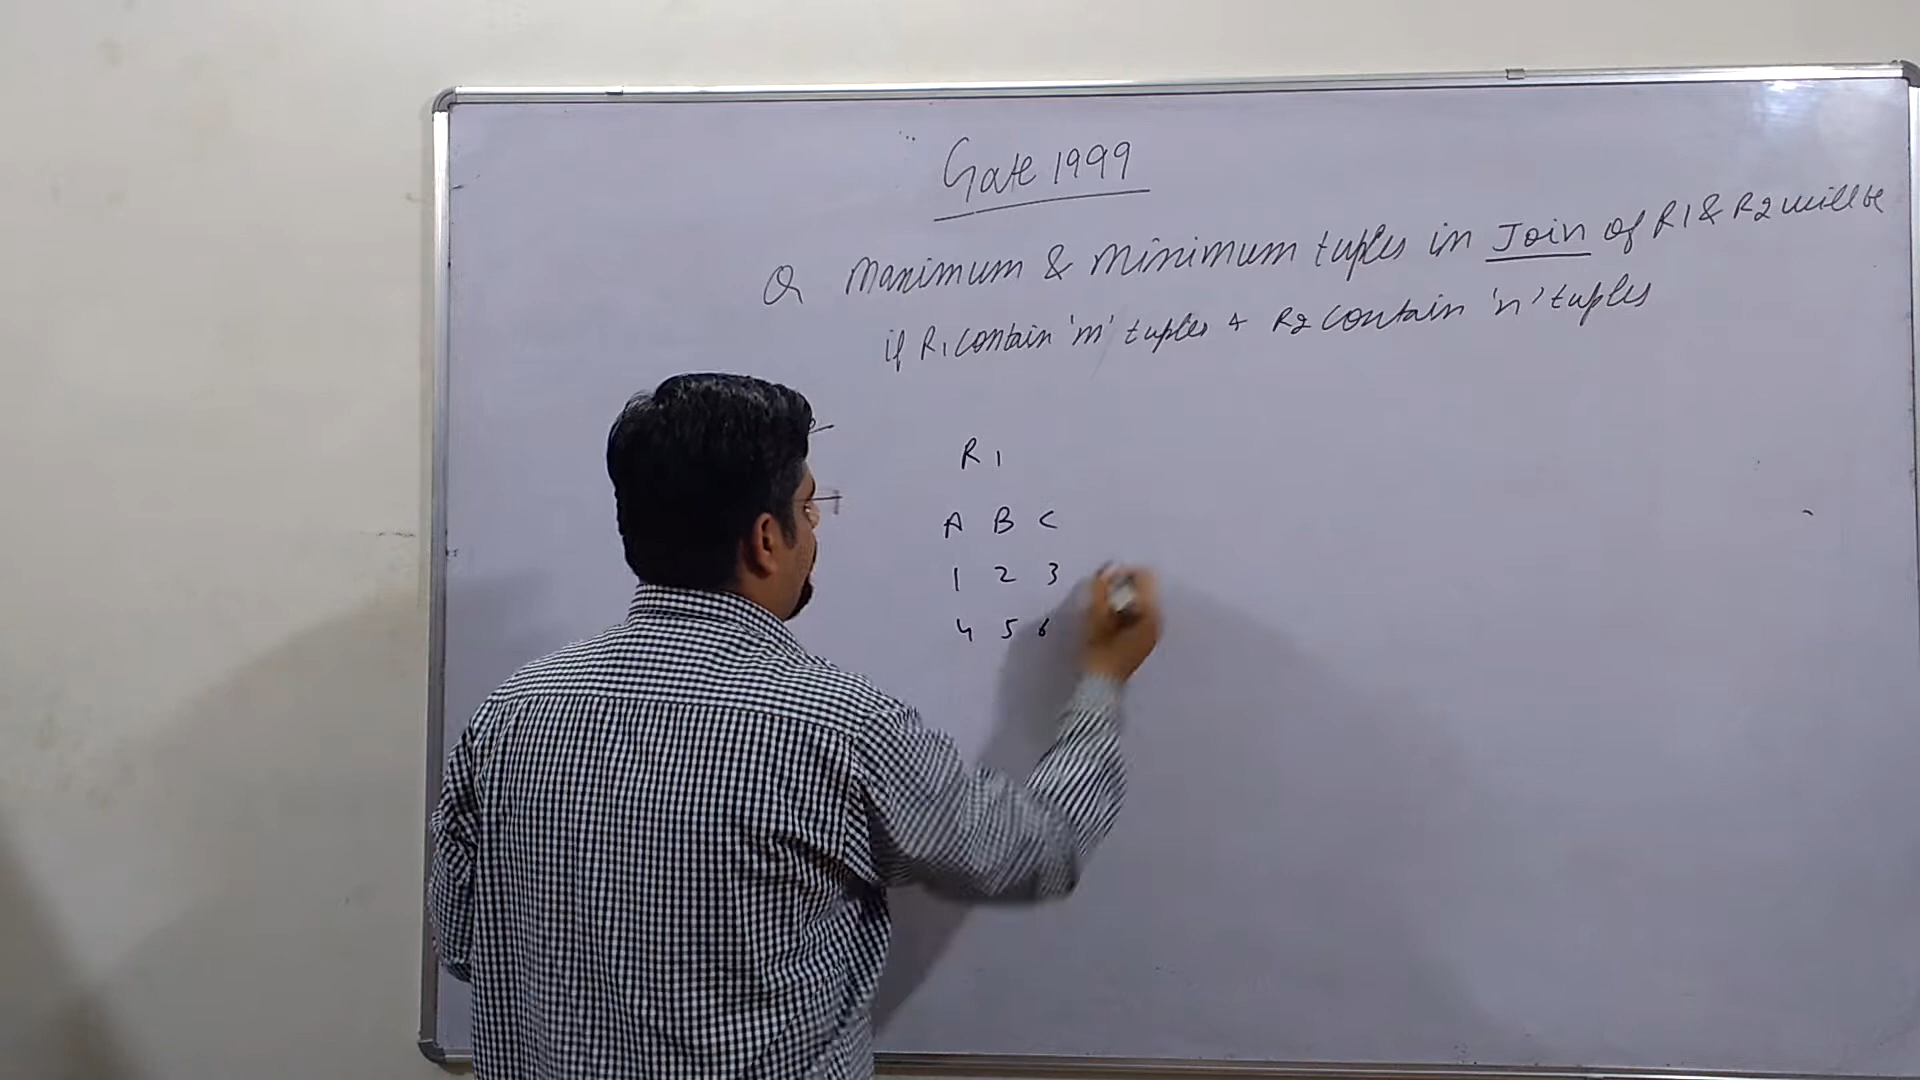 Gate 1999
Q Maximum & Minimum tuples in Join of R1 & R2 will be
if R1 contain 'm' tuples & R2 contain 'n' tuples
R1
A B C
1 2 3
4 5 6